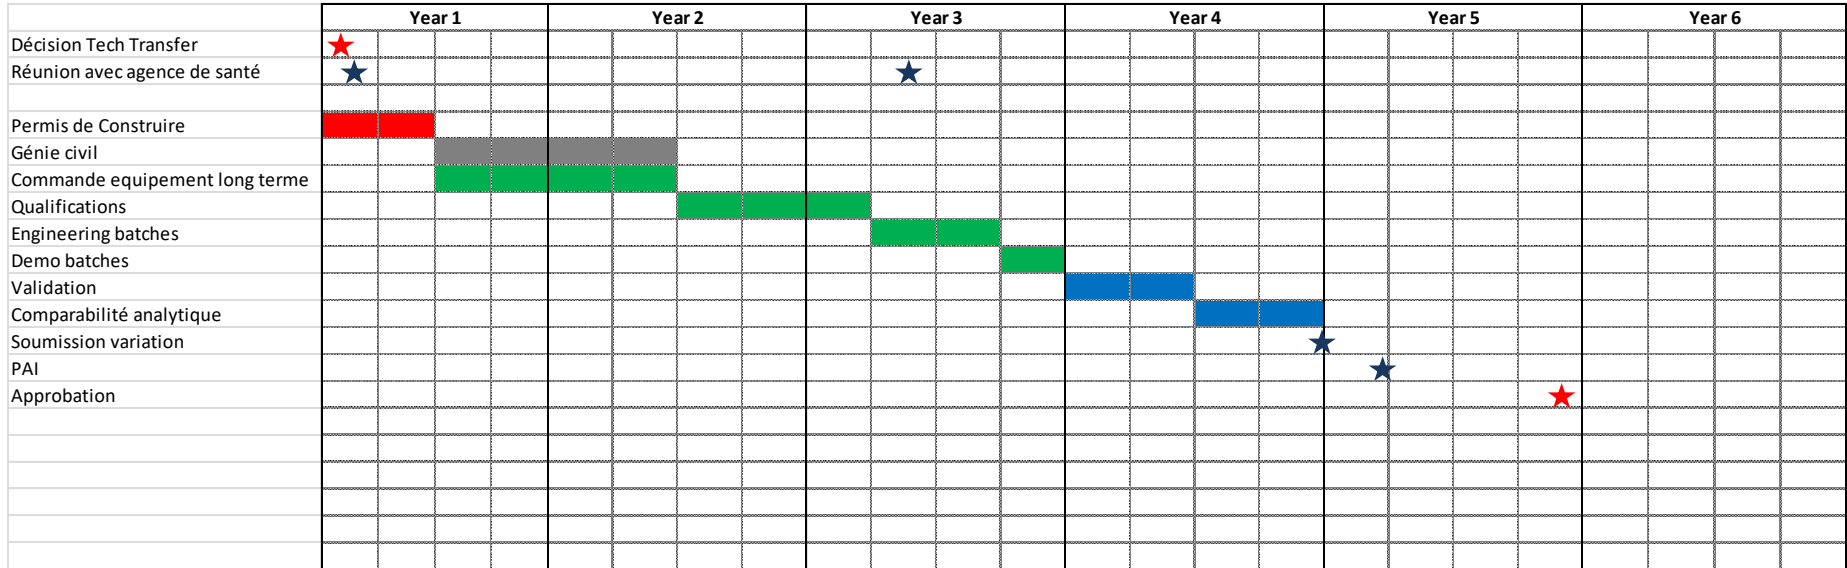 Year 1 Year 2 Year 3 Year 4 Year 5 Year 6
Décision Tech Transfer
Réunion avec agence de santé
Permis de Construire
Génie civil
Commande equipement long terme
Qualifications
Engineering batches
Demo batches
Validation
Comparabilité analytique
Soumission variation
PAI
Approbation